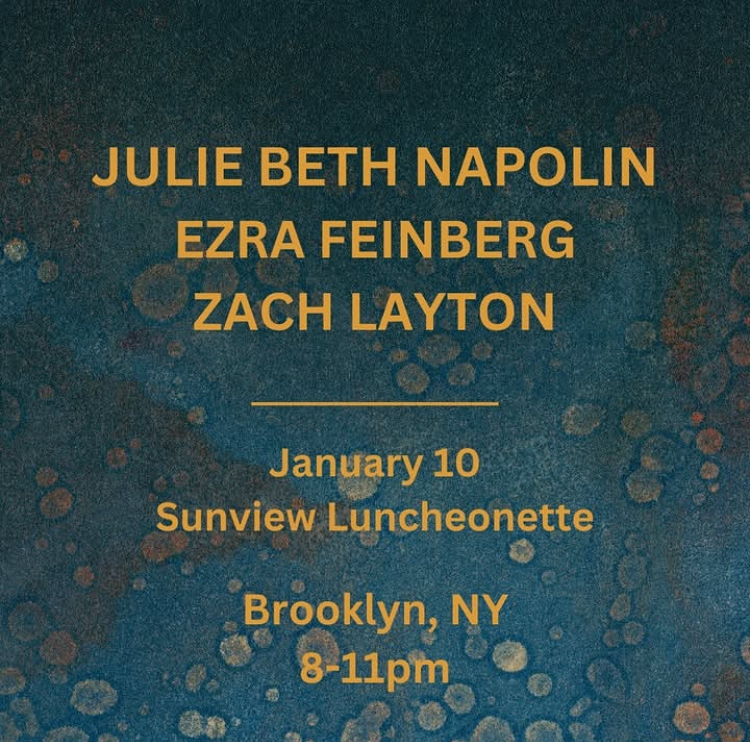 JULIE BETH NAPOLIN
EZRA FEINBERG
ZACH LAYTON
January 10
Sunview Luncheonette
Brooklyn, NY
8-11pm